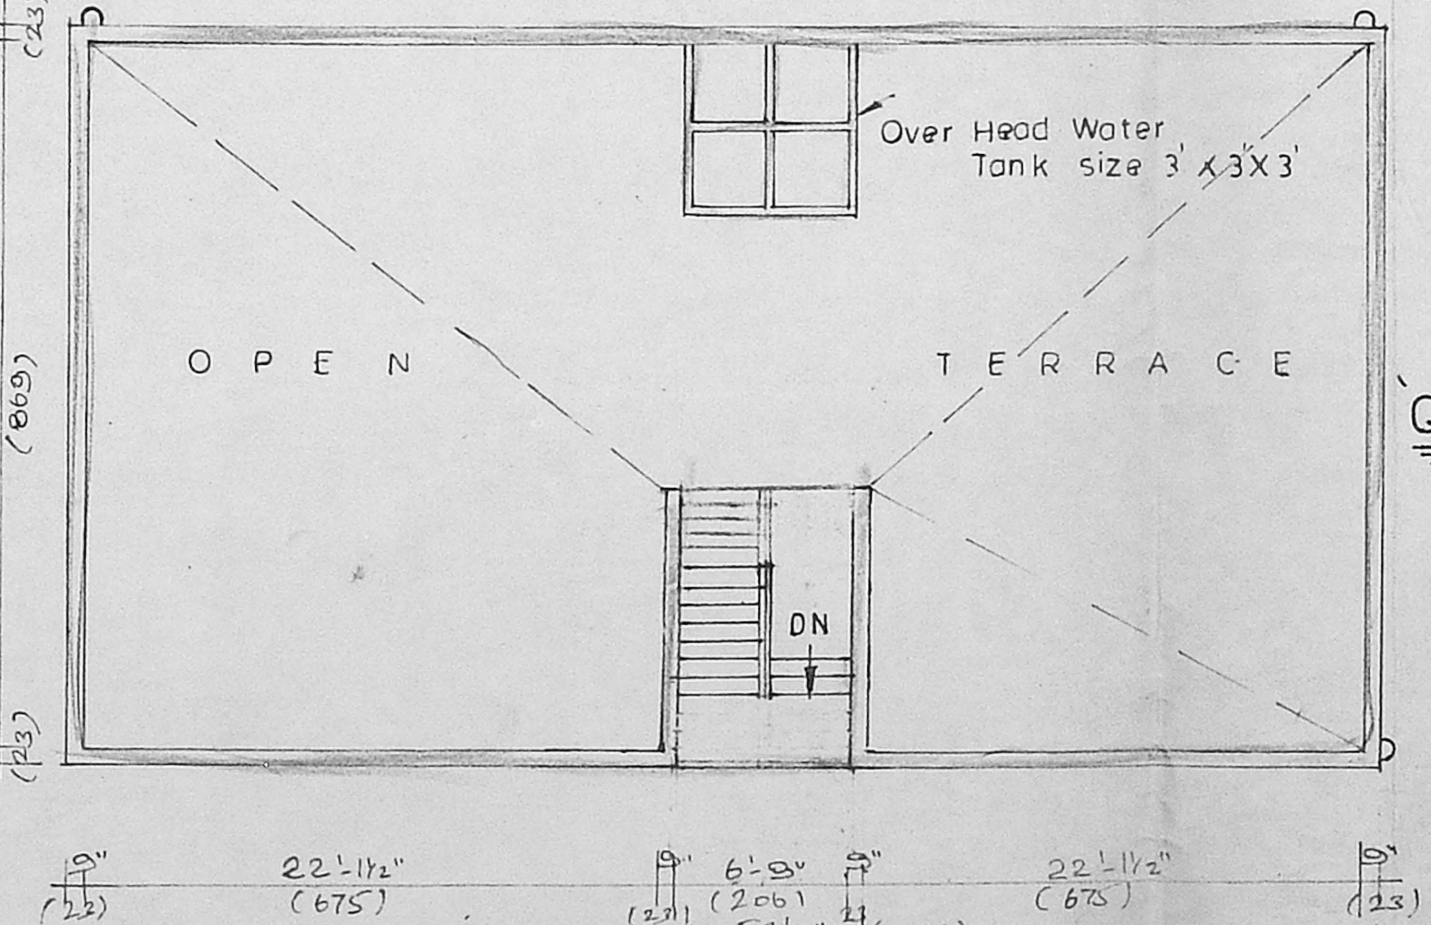 (23)
Over Head Water
Tank size 3' X 3' X 3'
OPEN TERRACE
(869)
DN
(23)
9" 22'-1½" 9" 6'-9" 9" 22'-1½" 9"
(23) (675) (23) (206) 23 (675) (23)